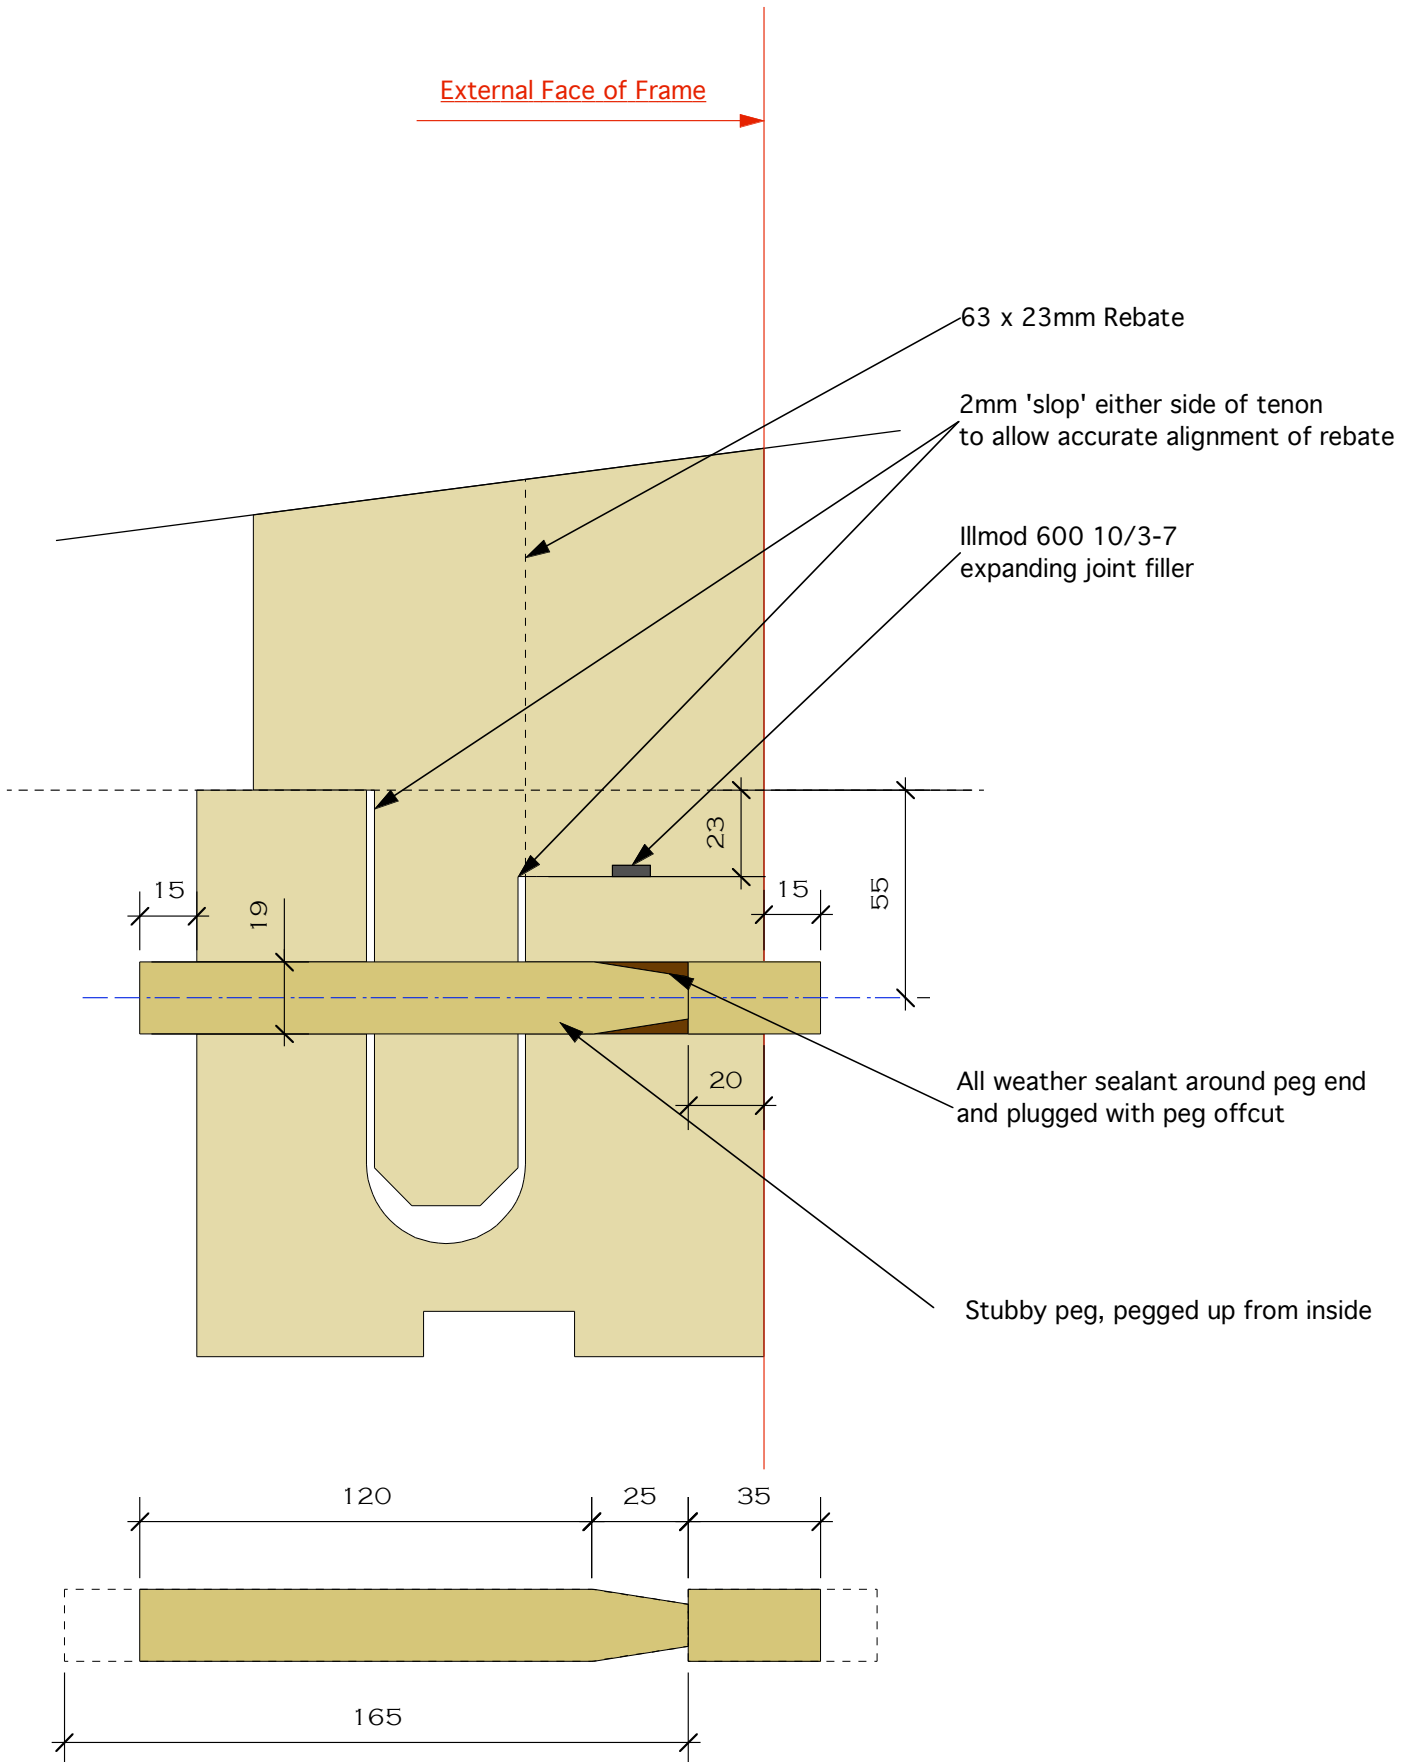 External Face of Frame
63 x 23mm Rebate
2mm 'slop' either side of tenon
to allow accurate alignment of rebate
Illmod 600 10/3-7
expanding joint filler
23
55
15
19
15
20
All weather sealant around peg end
and plugged with peg offcut
Stubby peg, pegged up from inside
120
25
35
165